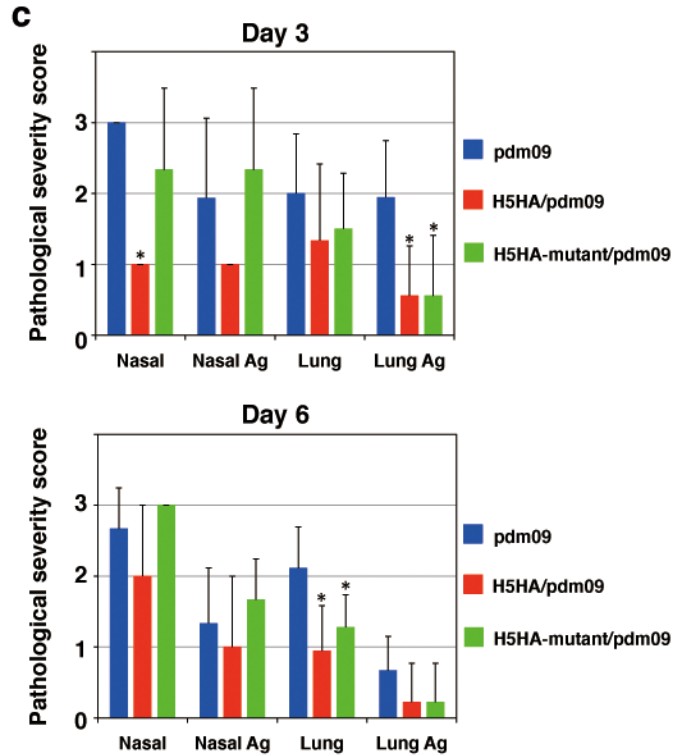 c
Day 3
Pathological severity score
3
2
1
0
*
*
*
Nasal
Nasal Ag
Lung
Lung Ag
pdm09
H5HA/pdm09
H5HA-mutant/pdm09
Day 6
Pathological severity score
3
2
1
0
*
*
Nasal
Nasal Ag
Lung
Lung Ag
pdm09
H5HA/pdm09
H5HA-mutant/pdm09